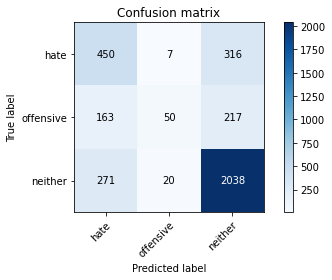 Confusion matrix
True label
hate
450
7
316
offensive
163
50
217
neither
271
20
2038
hate
offensive
neither
Predicted label
2000
1750
1500
1250
1000
750
500
250